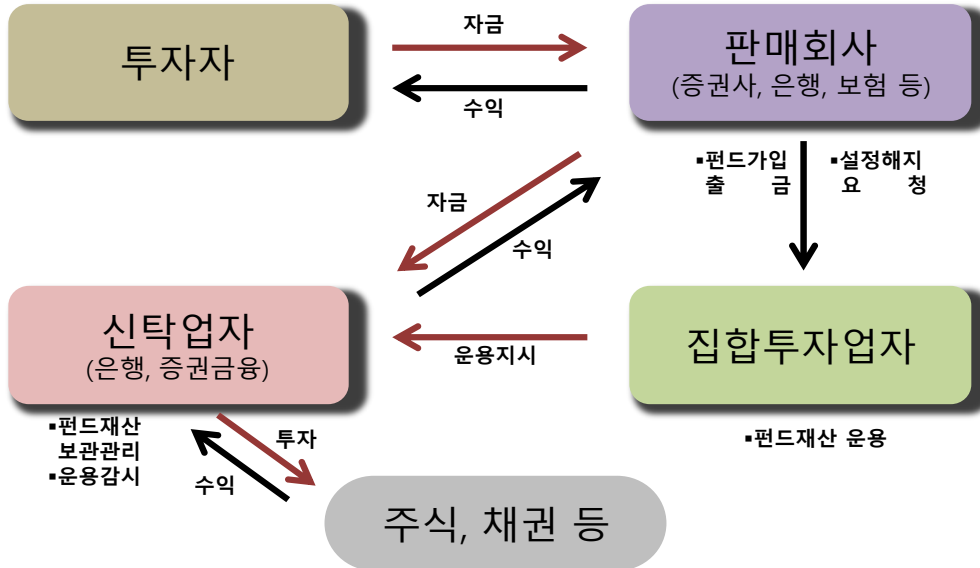 투자자
자금
수익
판매회사
(증권사, 은행, 보험 등)
▪펀드가입
출 금
▪설정해지
요 청
자금
수익
신탁업자
(은행, 증권금융)
운용지시
집합투자업자
▪펀드재산
보관관리
▪운용감시
투자
수익
▪펀드재산 운용
주식, 채권 등